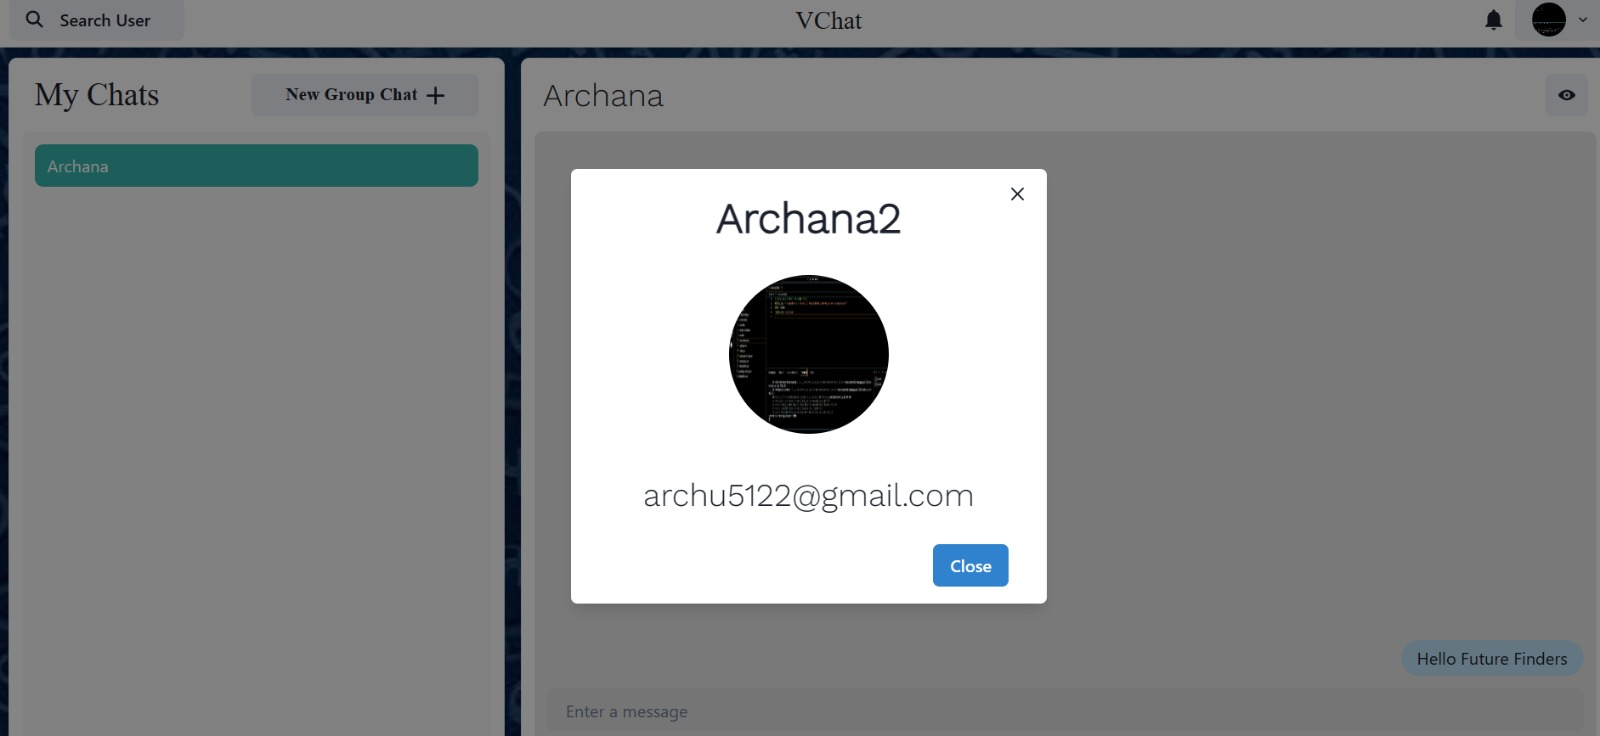 Search User
VChat
My Chats
New Group Chat
Archana
Archana
Archana2
archu5122@gmail.com
Close
Hello Future Finders
Enter a message